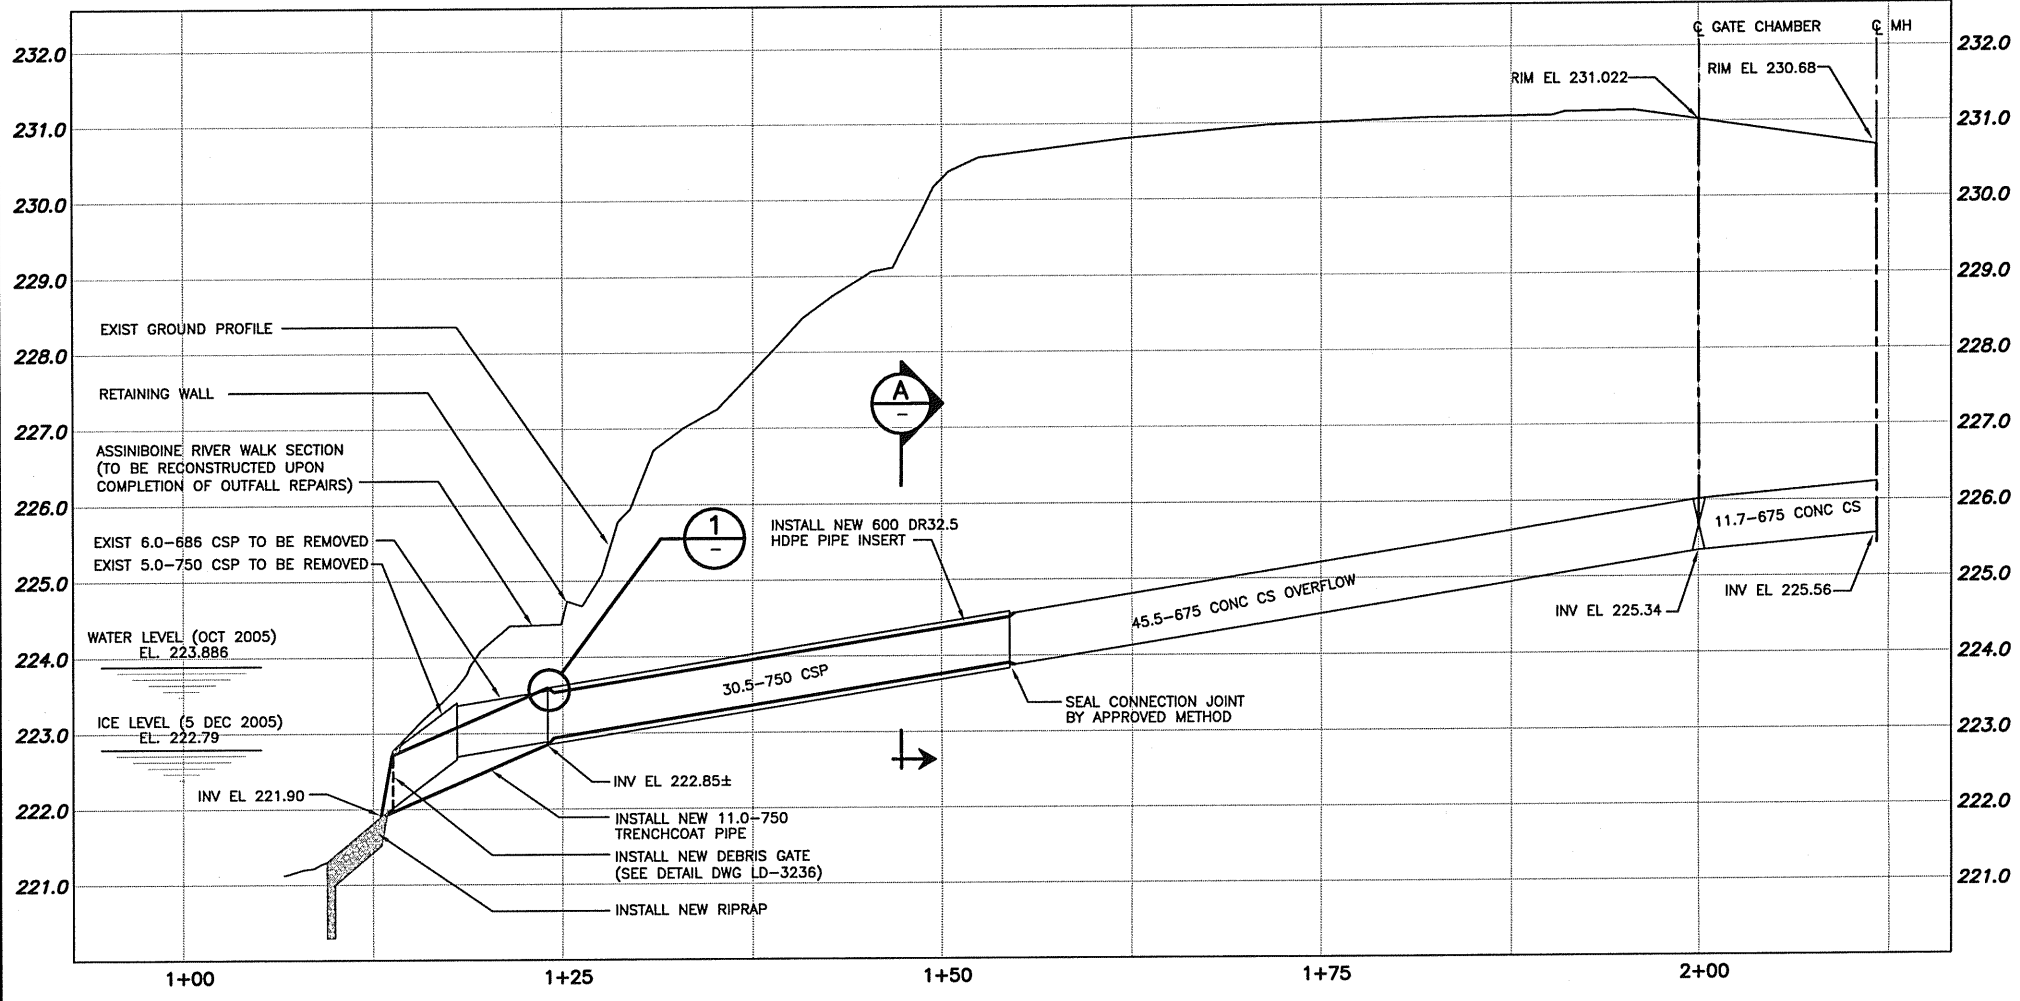 ℄ GATE CHAMBER
℄ MH
RIM EL 231.022
RIM EL 230.68
232.0
231.0
230.0
229.0
228.0
227.0
226.0
225.0
224.0
223.0
222.0
221.0
EXIST GROUND PROFILE
RETAINING WALL
ASSINIBOINE RIVER WALK SECTION
(TO BE RECONSTRUCTED UPON
COMPLETION OF OUTFALL REPAIRS)
EXIST 6.0-686 CSP TO BE REMOVED
EXIST 5.0-750 CSP TO BE REMOVED
WATER LEVEL (OCT 2005)
EL. 223.886
ICE LEVEL (5 DEC 2005)
EL. 222.79
INV EL 221.90
A
-
1
-
INSTALL NEW 600 DR32.5
HDPE PIPE INSERT
30.5-750 CSP
45.5-675 CONC CS OVERFLOW
11.7-675 CONC CS
INV EL 225.34
INV EL 225.56
SEAL CONNECTION JOINT
BY APPROVED METHOD
INV EL 222.85±
INSTALL NEW 11.0-750
TRENCHCOAT PIPE
INSTALL NEW DEBRIS GATE
(SEE DETAIL DWG LD-3236)
INSTALL NEW RIPRAP
232.0
231.0
230.0
229.0
228.0
227.0
226.0
225.0
224.0
223.0
222.0
221.0
1+00
1+25
1+50
1+75
2+00